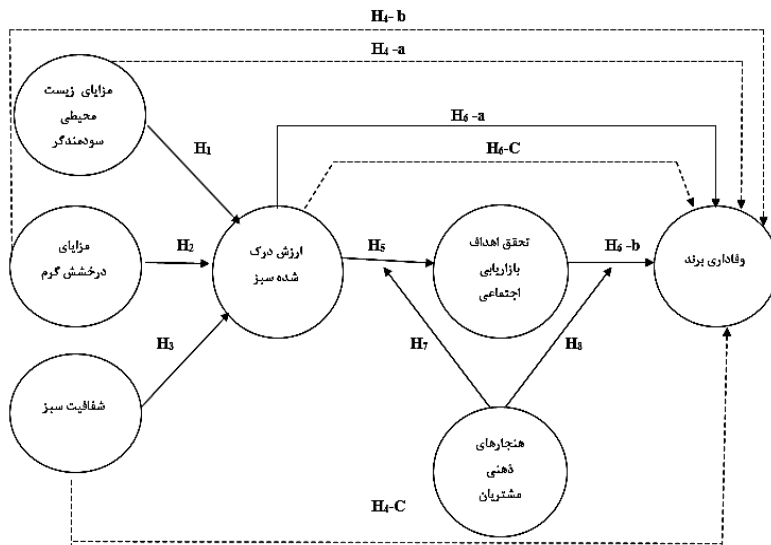 H4- b
H4 -a
مزایای زیست
محیطی
سودمندگر
H6 -a
H1
H6-C
مزایای
درخشش گرم
H2
ارزش درک
شده سبز
H5
تحقق اهداف
بازاریابی
اجتماعی
H6 -b
وفاداری برند
H3
H7
H8
شفافیت سبز
هنجارهای
ذهنی
مشتریان
H4-C